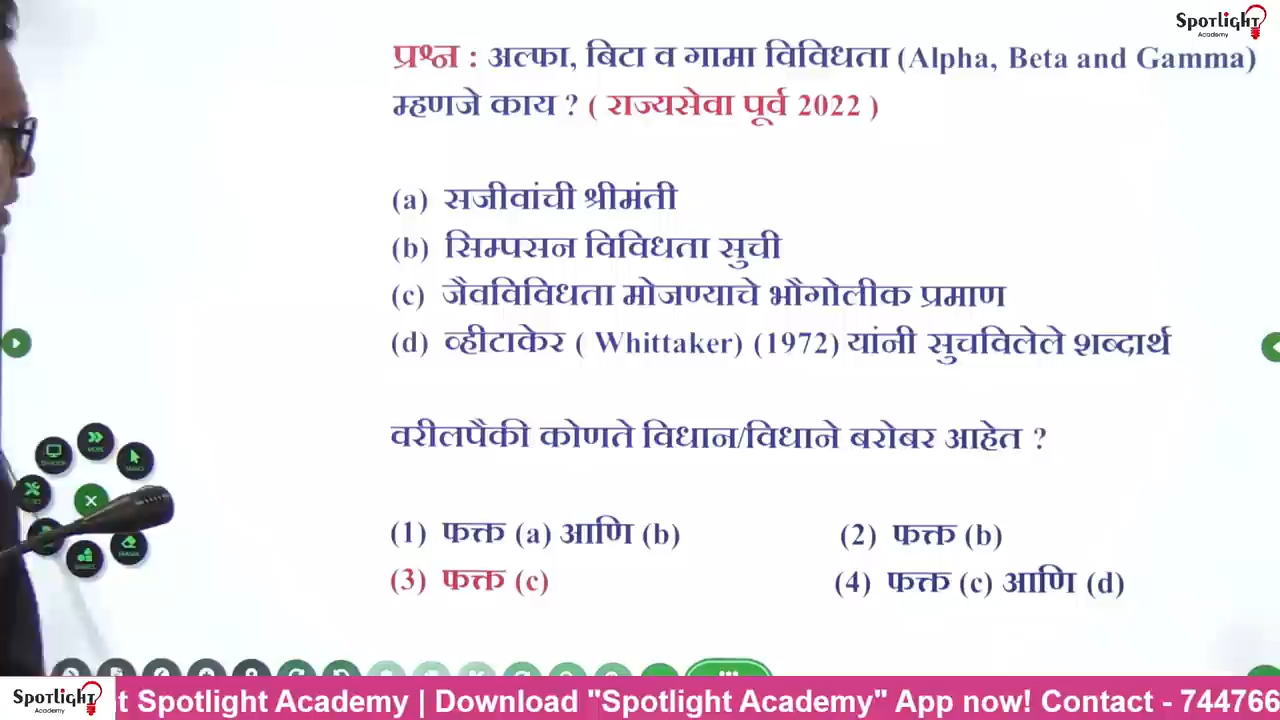 Spotlight
Academy
प्रश्न : अल्फा, बिटा व गामा विविधता (Alpha, Beta and Gamma)
म्हणजे काय ? ( राज्यसेवा पूर्व 2022 )
(a) सजीवांची श्रीमंती
(b) सिम्पसन विविधता सुची
(c) जैवविविधता मोजण्याचे भौगोलीक प्रमाण
(d) व्हीटाकेर ( Whittaker) (1972) यांनी सुचविलेले शब्दार्थ
वरीलपैकी कोणते विधान/विधाने बरोबर आहेत ?
(1) फक्त (a) आणि (b) (2) फक्त (b)
(3) फक्त (c) (4) फक्त (c) आणि (d)
MORE
Spotlight
Academy
t Spotlight Academy | Download "Spotlight Academy" App now! Contact - 744766